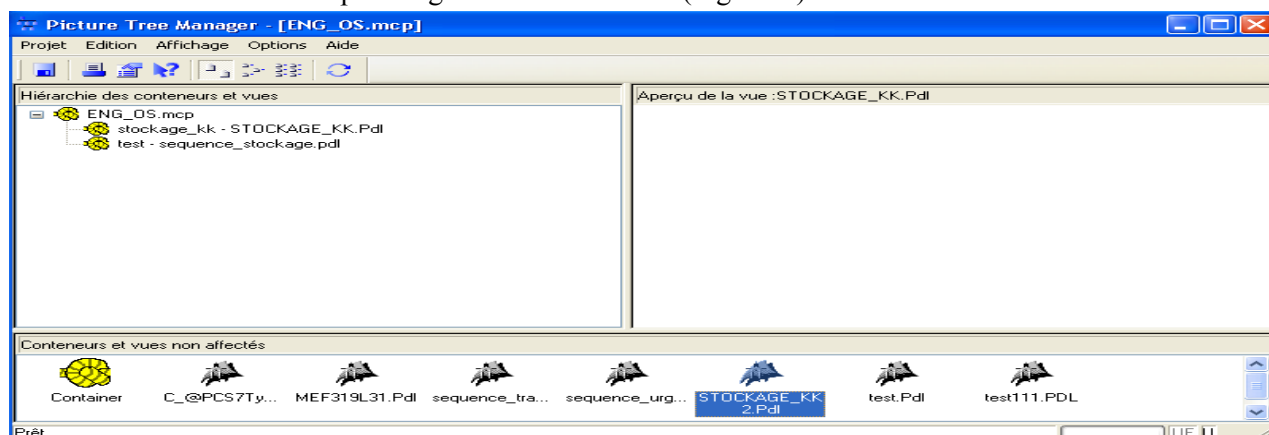 Picture Tree Manager - [ENG_OS.mcp]
Projet Edition Affichage Options Aide
Hiérarchie des conteneurs et vues
Aperçu de la vue :STOCKAGE_KK.Pdl
ENG_OS.mcp
stockage_kk - STOCKAGE_KK.Pdl
test - sequence_stockage.pdl
Conteneurs et vues non affectés
Container
C_@PCS7Ty...
MEF319L31.Pdl
sequence_tra...
sequence_urg...
STOCKAGE_KK
2.Pdl
test.Pdl
test111.PDL
Prêt